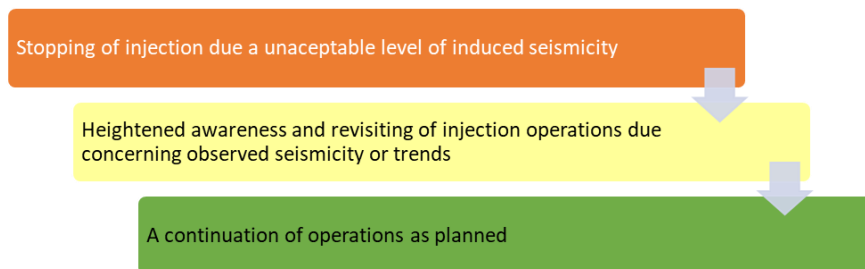 Stopping of injection due a unacceptable level of induced seismicity
Heightened awareness and revisiting of injection operations due
concerning observed seismicity or trends
A continuation of operations as planned